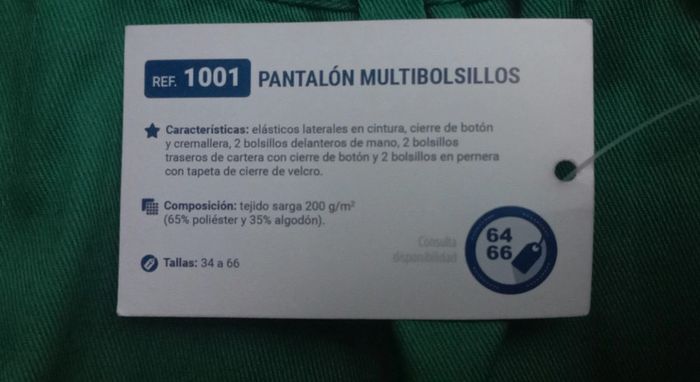 REF. 1001 PANTALÓN MULTIBOLSILLOS
Características: elásticos laterales en cintura, cierre de botón
y cremallera, 2 bolsillos delanteros de mano, 2 bolsillos
traseros de cartera con cierre de botón y 2 bolsillos en pernera
con tapeta de cierre de velcro.
Composición: tejido sarga 200 g/m²
(65% poliéster y 35% algodón).
Tallas: 34 a 66
Consulta
disponibilidad
64
66